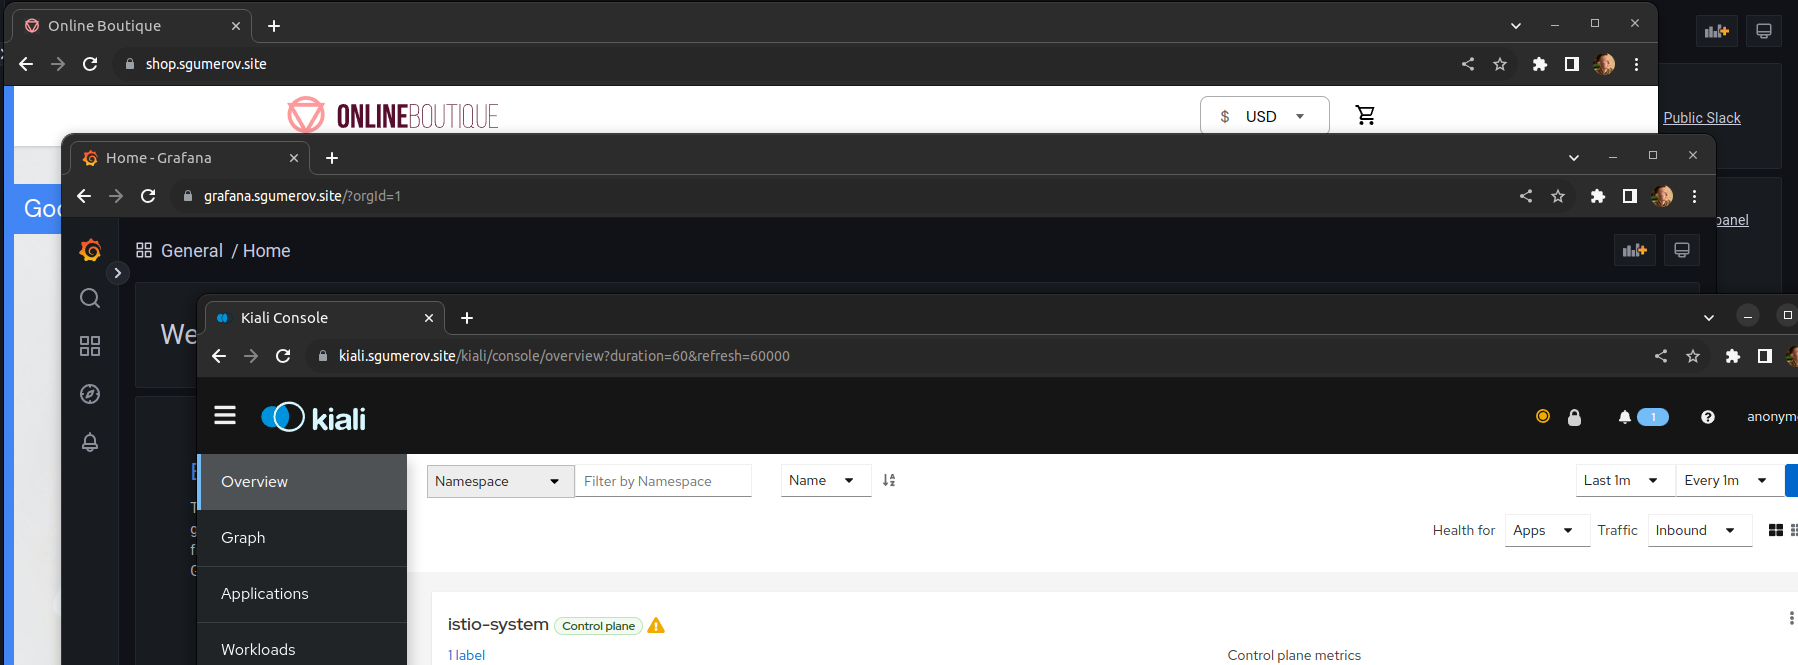 Online Boutique
shop.sgumerov.site
ONLINEBOUTIQUE
$ USD
Public Slack
Home - Grafana
grafana.sgumerov.site/?orgId=1
panel
General / Home
We
Kiali Console
kiali.sgumerov.site/kiali/console/overview?duration=60&refresh=60000
kiali
1
anonym
Overview
Namespace
Filter by Namespace
Name
Last 1m
Every 1m
Graph
Health for
Apps
Traffic
Inbound
Applications
istio-system
Control plane
Workloads
1 label
Control plane metrics